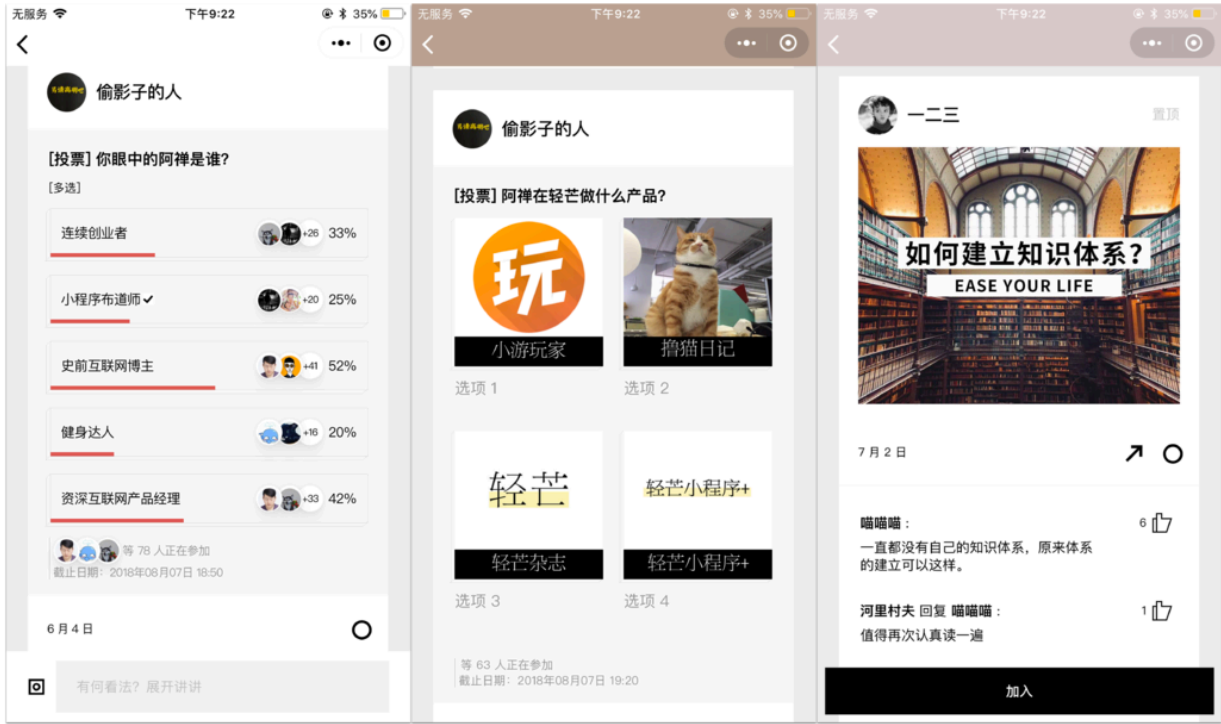 无服务 下午9:22 35%
偷影子的人
[投票] 你眼中的阿禅是谁?
[多选]
连续创业者 +26 33%
小程序布道师 +20 25%
史前互联网博主 +41 52%
健身达人 +16 20%
资深互联网产品经理 +33 42%
等 78 人正在参加
截止日期：2018年08月07日 18:50
6月4日
有何看法？展开讲讲
无服务 下午9:22 35%
偷影子的人
[投票] 阿禅在轻芒做什么产品?
玩
小游玩家
撸猫日记
选项 1
选项 2
轻芒
轻芒小程序+
轻芒杂志
轻芒小程序+
选项 3
选项 4
等 63 人正在参加
截止日期：2018年08月07日 19:20
无服务 下午9:22 35%
一二三
置顶
如何建立知识体系?
EASE YOUR LIFE
7月2日
喵喵喵： 6
一直都没有自己的知识体系，原来体系
的建立可以这样。
河里村夫 回复 喵喵喵： 1
值得再次认真读一遍
加入